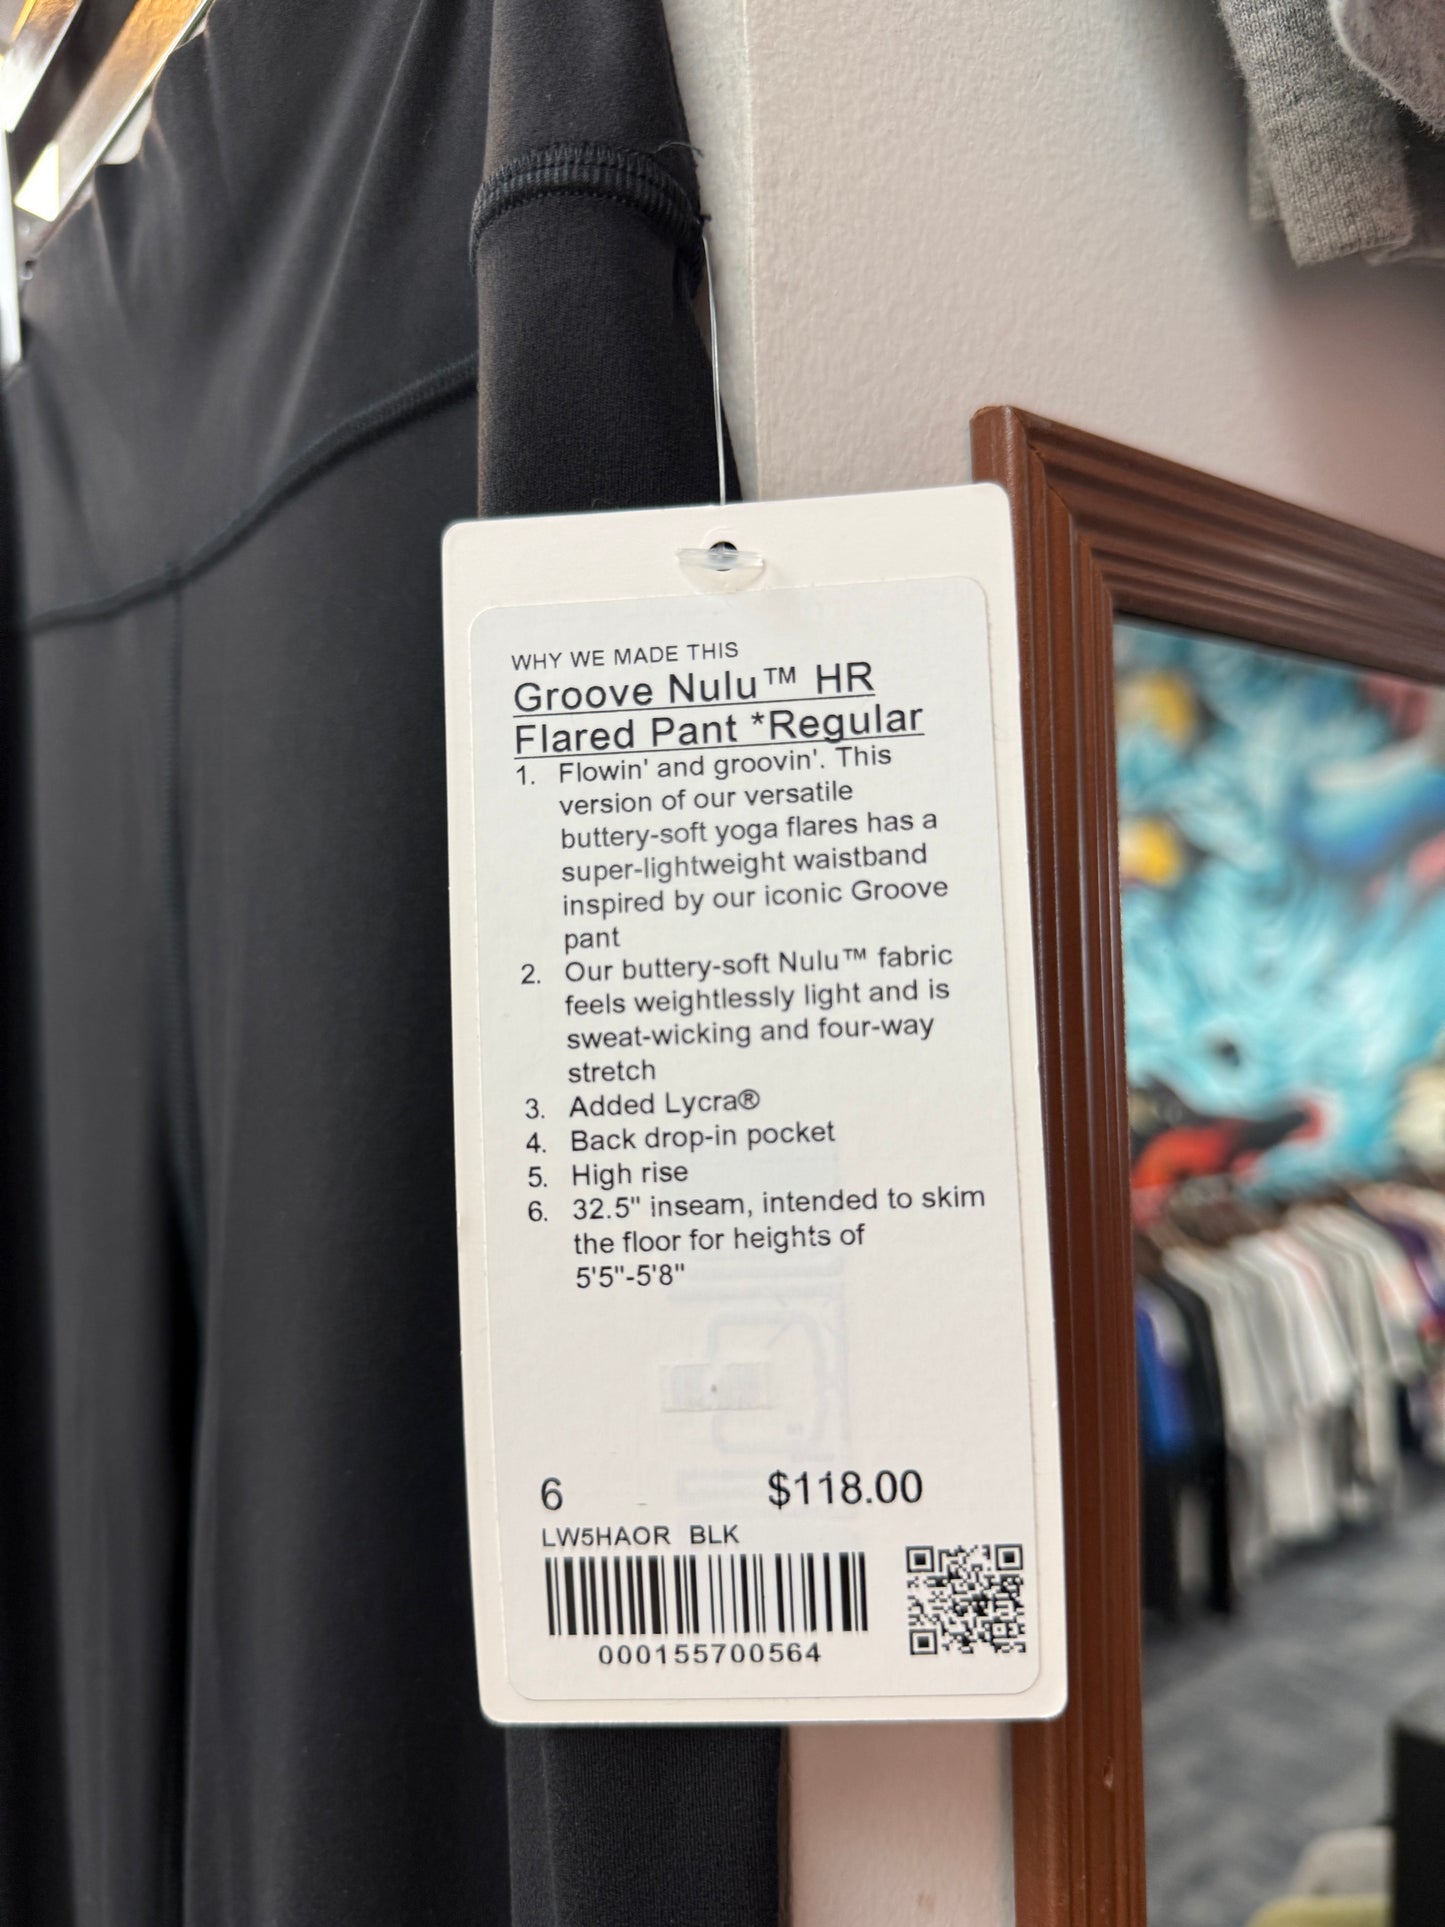 WHY WE MADE THIS
Groove Nulu™ HR
Flared Pant *Regular
1. Flowin' and groovin'. This
version of our versatile
buttery-soft yoga flares has a
super-lightweight waistband
inspired by our iconic Groove
pant
2. Our buttery-soft Nulu™ fabric
feels weightlessly light and is
sweat-wicking and four-way
stretch
3. Added Lycra®
4. Back drop-in pocket
5. High rise
6. 32.5" inseam, intended to skim
the floor for heights of
5'5"-5'8"
6 $118.00
LW5HAOR BLK
000155700564